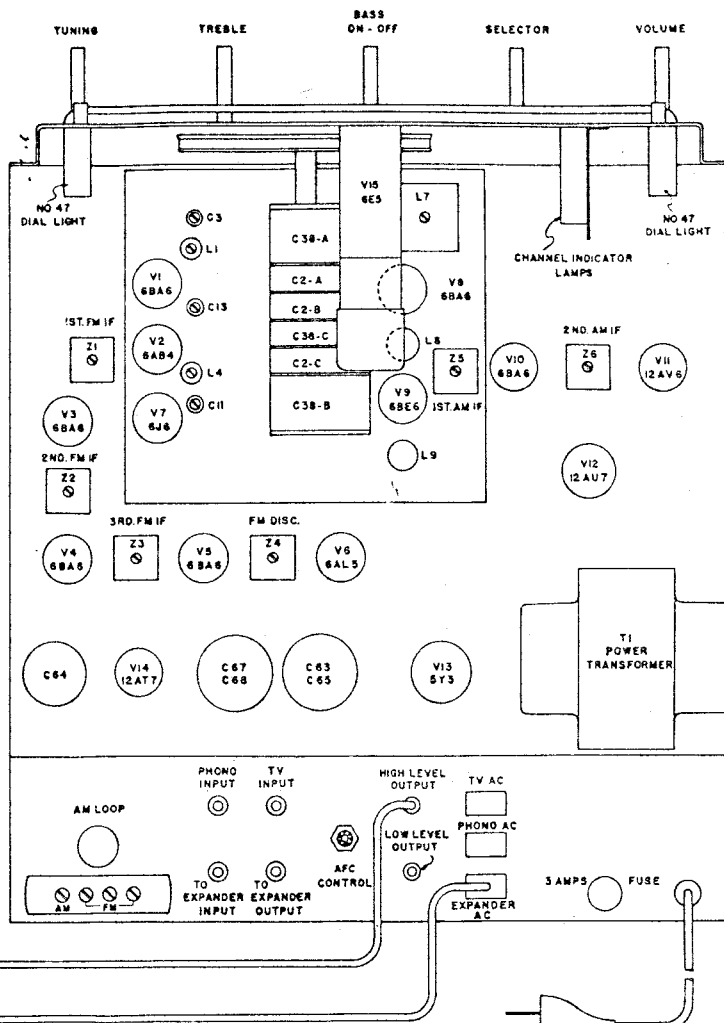 TUNING
TREBLE
BASS
ON - OFF
SELECTOR
VOLUME
NO 47
DIAL LIGHT
NO 47
DIAL LIGHT
CHANNEL INDICATOR
LAMPS
V15
6E5
L7
C3
L1
C38-A
V1
6BA6
C2-A
V8
6BA6
C13
C2-B
1ST. FM IF
Z1
V2
6AB4
C38-C
L8
2ND. AM IF
Z6
C2-C
Z5
1ST. AM IF
V10
6BA6
V11
12AV6
L4
C11
V3
6BA6
V7
6J6
C38-B
V9
6BE6
2ND. FM IF
Z2
L9
V12
12AU7
3RD. FM IF
FM DISC.
V4
6BA6
Z3
V5
6BA6
Z4
V6
6AL5
C64
V14
12AT7
C67
C68
C63
C65
V13
5Y3
T1
POWER
TRANSFORMER
PHONO
INPUT
TV
INPUT
HIGH LEVEL
OUTPUT
TV AC
AM LOOP
PHONO AC
LOW LEVEL
OUTPUT
AFC
CONTROL
TO
EXPANDER
INPUT
TO
EXPANDER
OUTPUT
EXPANDER
AC
3 AMPS
FUSE
AM
FM